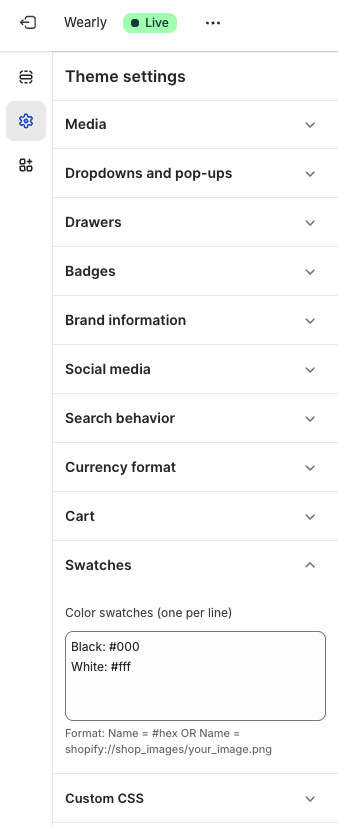 Wearly
Live
Theme settings
Media
Dropdowns and pop-ups
Drawers
Badges
Brand information
Social media
Search behavior
Currency format
Cart
Swatches
Color swatches (one per line)
Black: #000
White: #fff
Format: Name = #hex OR Name =
shopify://shop_images/your_image.png
Custom CSS